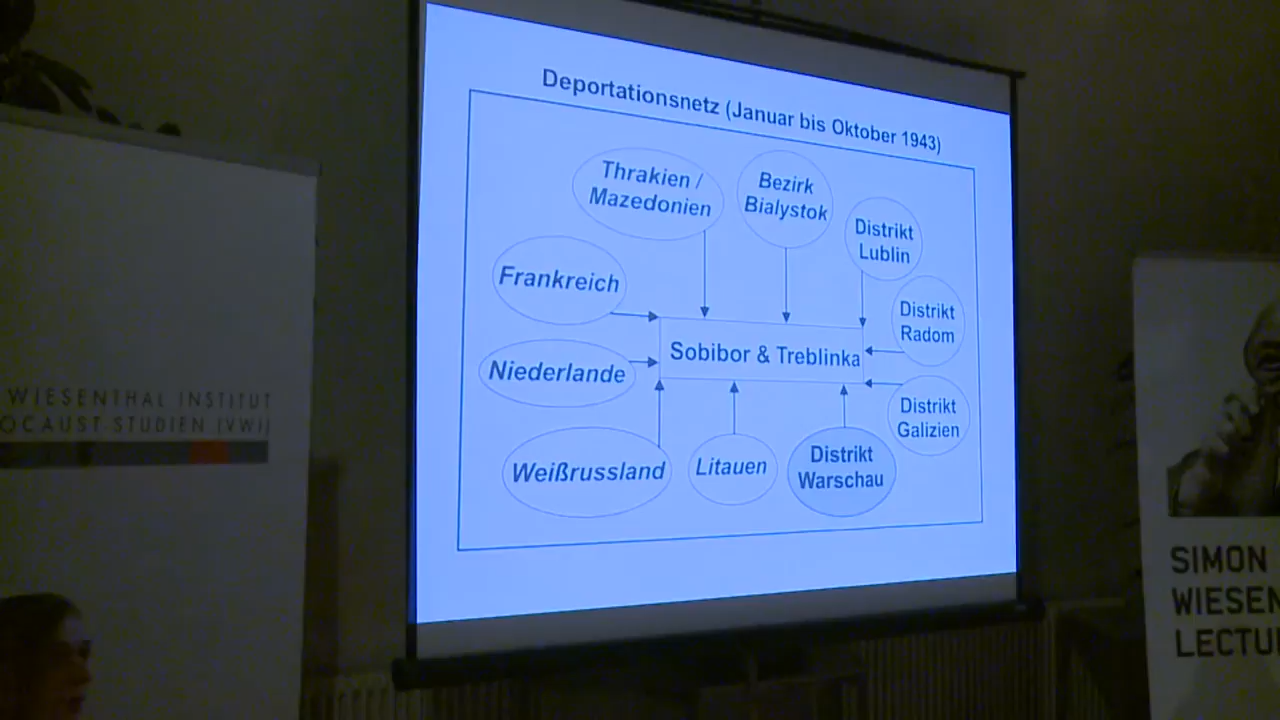 Deportationsnetz (Januar bis Oktober 1943)
Thrakien /
Mazedonien
Bezirk
Bialystok
Distrikt
Lublin
Frankreich
Distrikt
Radom
Sobibor & Treblinka
Niederlande
Distrikt
Galizien
Weißrussland
Litauen
Distrikt
Warschau
WIESENTHAL INSTITUT
OCAUST-STUDIEN (VWI)
SIMON
WIESEN
LECTU